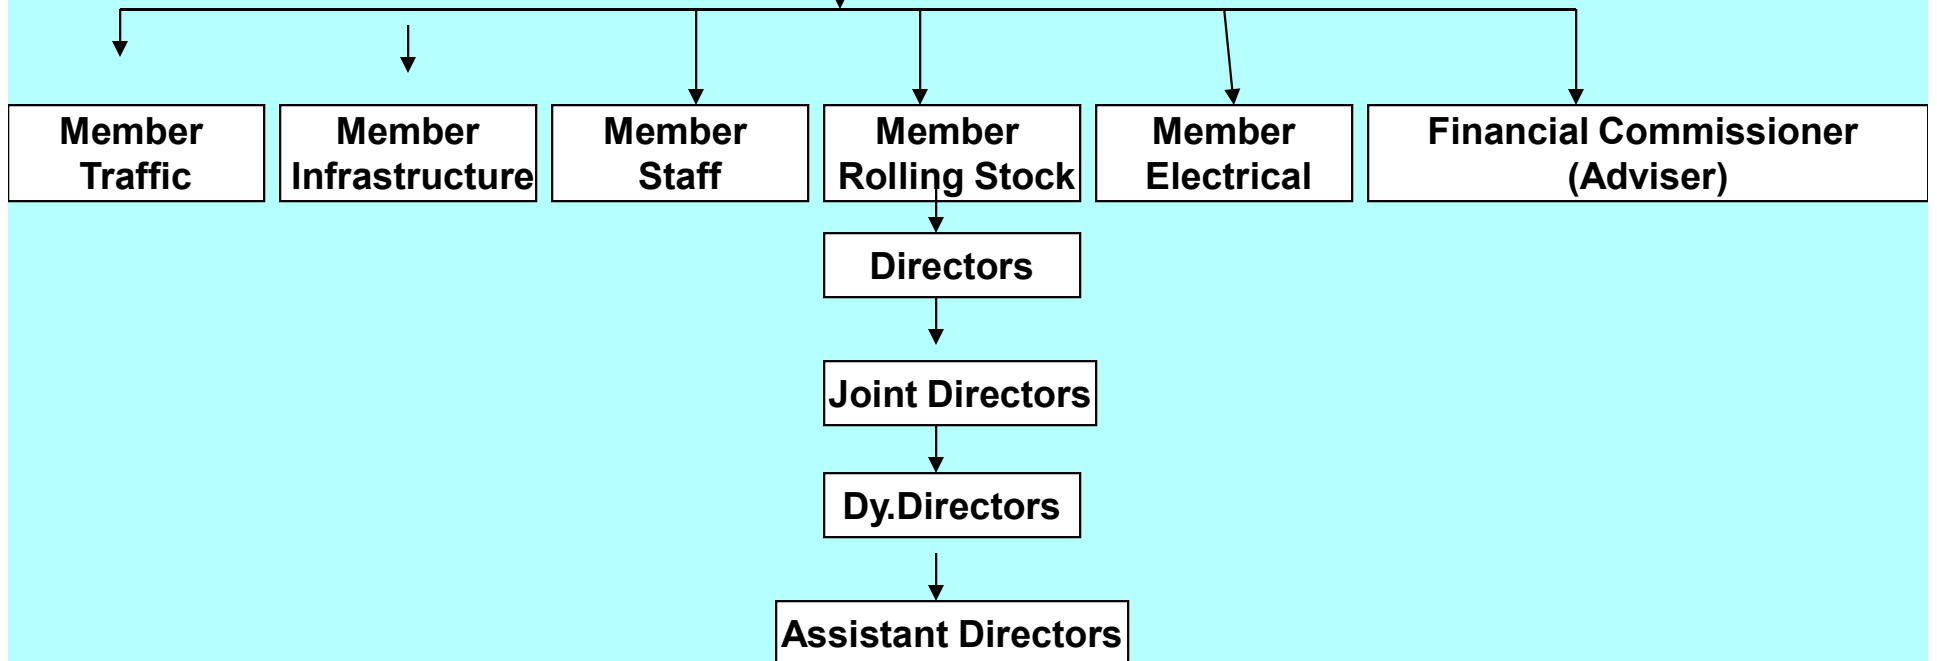 Member
Traffic
Member
Infrastructure
Member
Staff
Member
Rolling Stock
Member
Electrical
Financial Commissioner
(Adviser)
Directors
Joint Directors
Dy.Directors
Assistant Directors